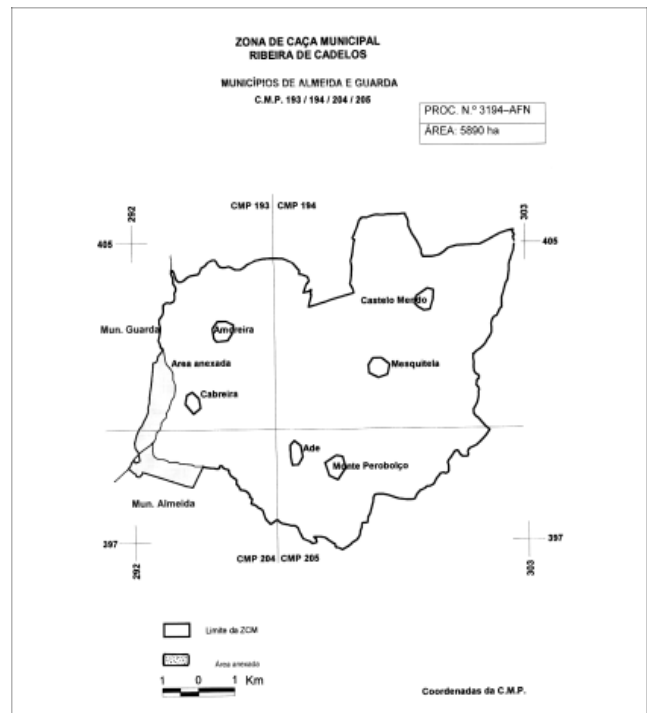 ZONA DE CAÇA MUNICIPAL
RIBEIRA DE CADELOS
MUNICÍPIOS DE ALMEIDA E GUARDA
C.M.P. 193 / 194 / 204 / 205
PROC. N.º 3194–AFN
ÁREA: 5890 ha
292
CMP 193 CMP 194
303
405
405
Castelo Mendo
Mun. Guarda
Amoreira
Area anexada
Mesquitela
Cabreira
Ade
Monte Perobolço
Mun. Almeida
397
397
292
CMP 204 CMP 205
303
Limite da ZCM
Área anexada
1 0 1 Km
Coordenadas da C.M.P.